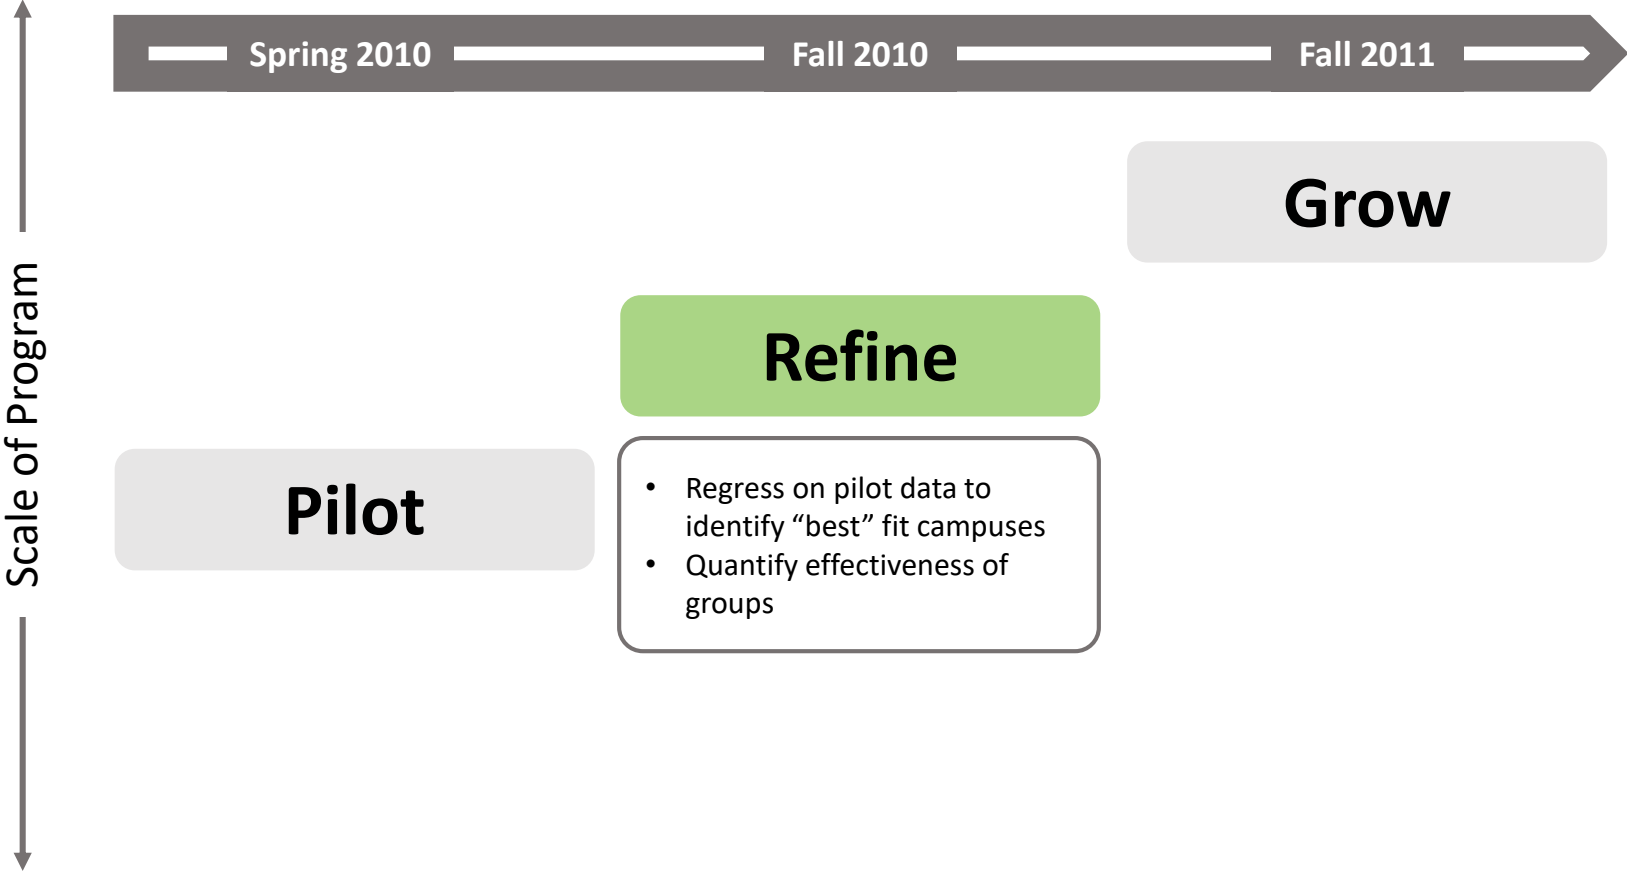 Spring 2010
Fall 2010
Fall 2011
Grow
Refine
Pilot
• Regress on pilot data to
identify “best” fit campuses
• Quantify effectiveness of
groups
Scale of Program